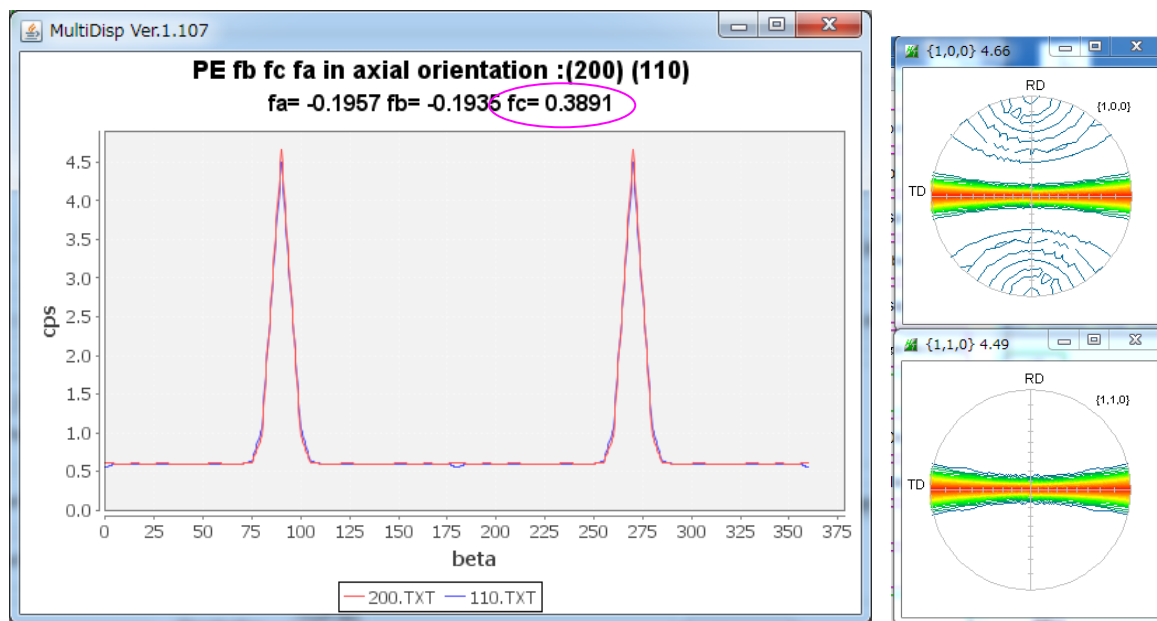 MultiDisp Ver.1.107
PE fb fc fa in axial orientation :(200) (110)
fa= -0.1957 fb= -0.1935 fc= 0.3891
4.5
4.0
3.5
3.0
2.5
2.0
1.5
1.0
0.5
0.0
cps
0 25 50 75 100 125 150 175 200 225 250 275 300 325 350 375
beta
200.TXT 110.TXT
{1,0,0} 4.66
RD
{1,0,0}
TD
{1,1,0} 4.49
RD
{1,1,0}
TD